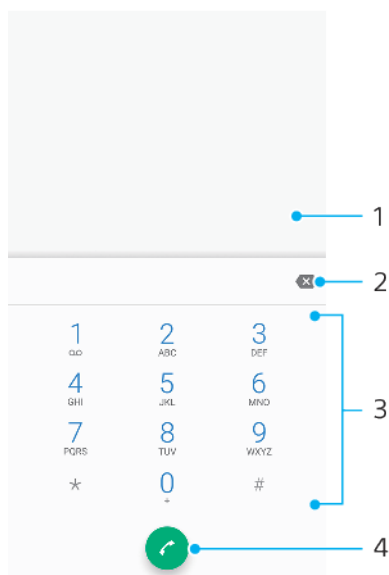 1
2
1 2 3
ABC DEF
4 5 6
GHI JKL MNO
3
7 8 9
PQRS TUV WXYZ
* 0 #
+
4